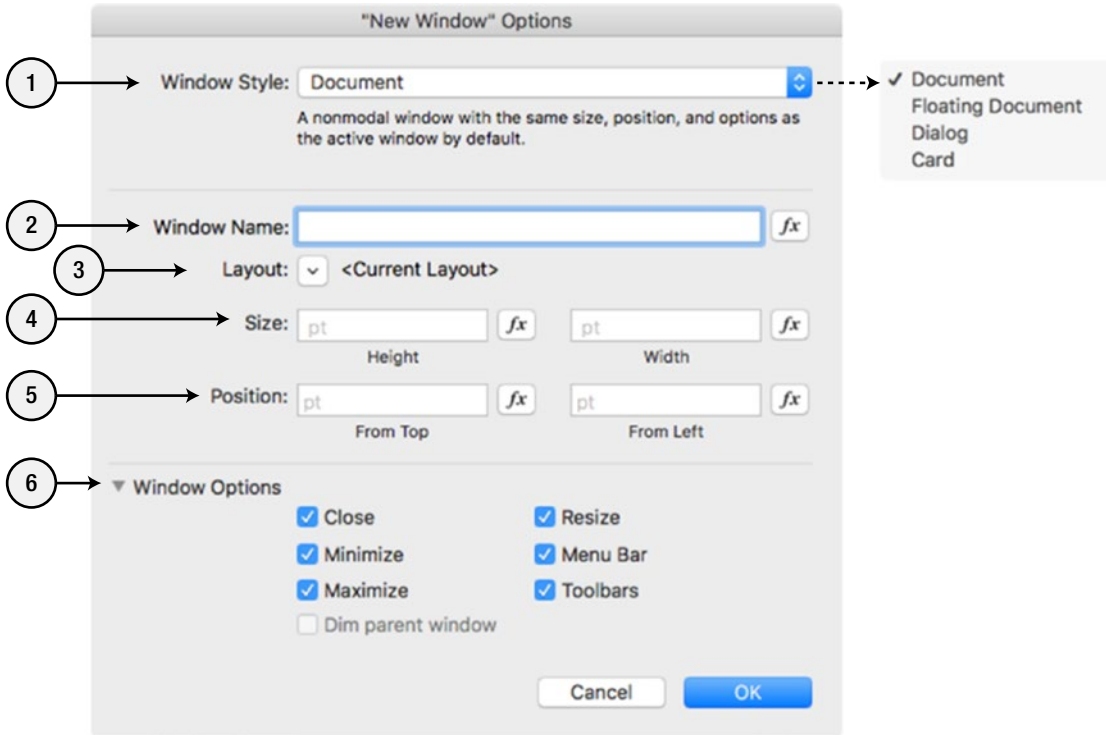 "New Window" Options
1
Window Style: Document
✓ Document
Floating Document
Dialog
Card
A nonmodal window with the same size, position, and options as
the active window by default.
2
Window Name: fx
3
Layout: <Current Layout>
4
Size: pt fx pt fx
Height Width
5
Position: pt fx pt fx
From Top From Left
6
Window Options
Close Resize
Minimize Menu Bar
Maximize Toolbars
Dim parent window
Cancel OK